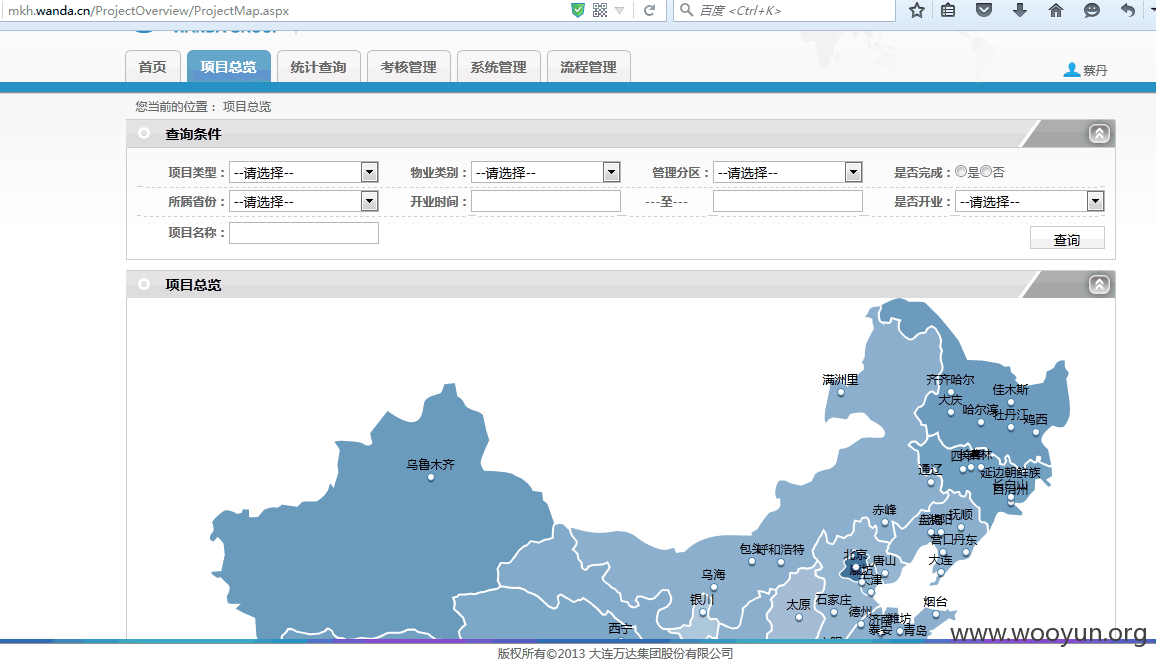 mkh.wanda.cn/ProjectOverview/ProjectMap.aspx
百度 <Ctrl+K>
首页 项目总览 统计查询 考核管理 系统管理 流程管理
蔡丹
您当前的位置： 项目总览
查询条件
项目类型： --请选择-- 物业类别： --请选择-- 管理分区： --请选择-- 是否完成： 是 否
所属省份： --请选择-- 开业时间： ---至--- 是否开业： --请选择--
项目名称： 查询
项目总览
满洲里
齐齐哈尔
佳木斯
大庆
哈尔滨
牡丹江
鸡西
乌鲁木齐
通辽
延边朝鲜族
自治州
赤峰
抚顺
营口
丹东
包头
呼和浩特
北京
唐山
大连
乌海
天津
银川
太原
石家庄
德州
烟台
济南
潍坊
西宁
泰安
青岛
www.wooyun.org
版权所有©2013 大连万达集团股份有限公司